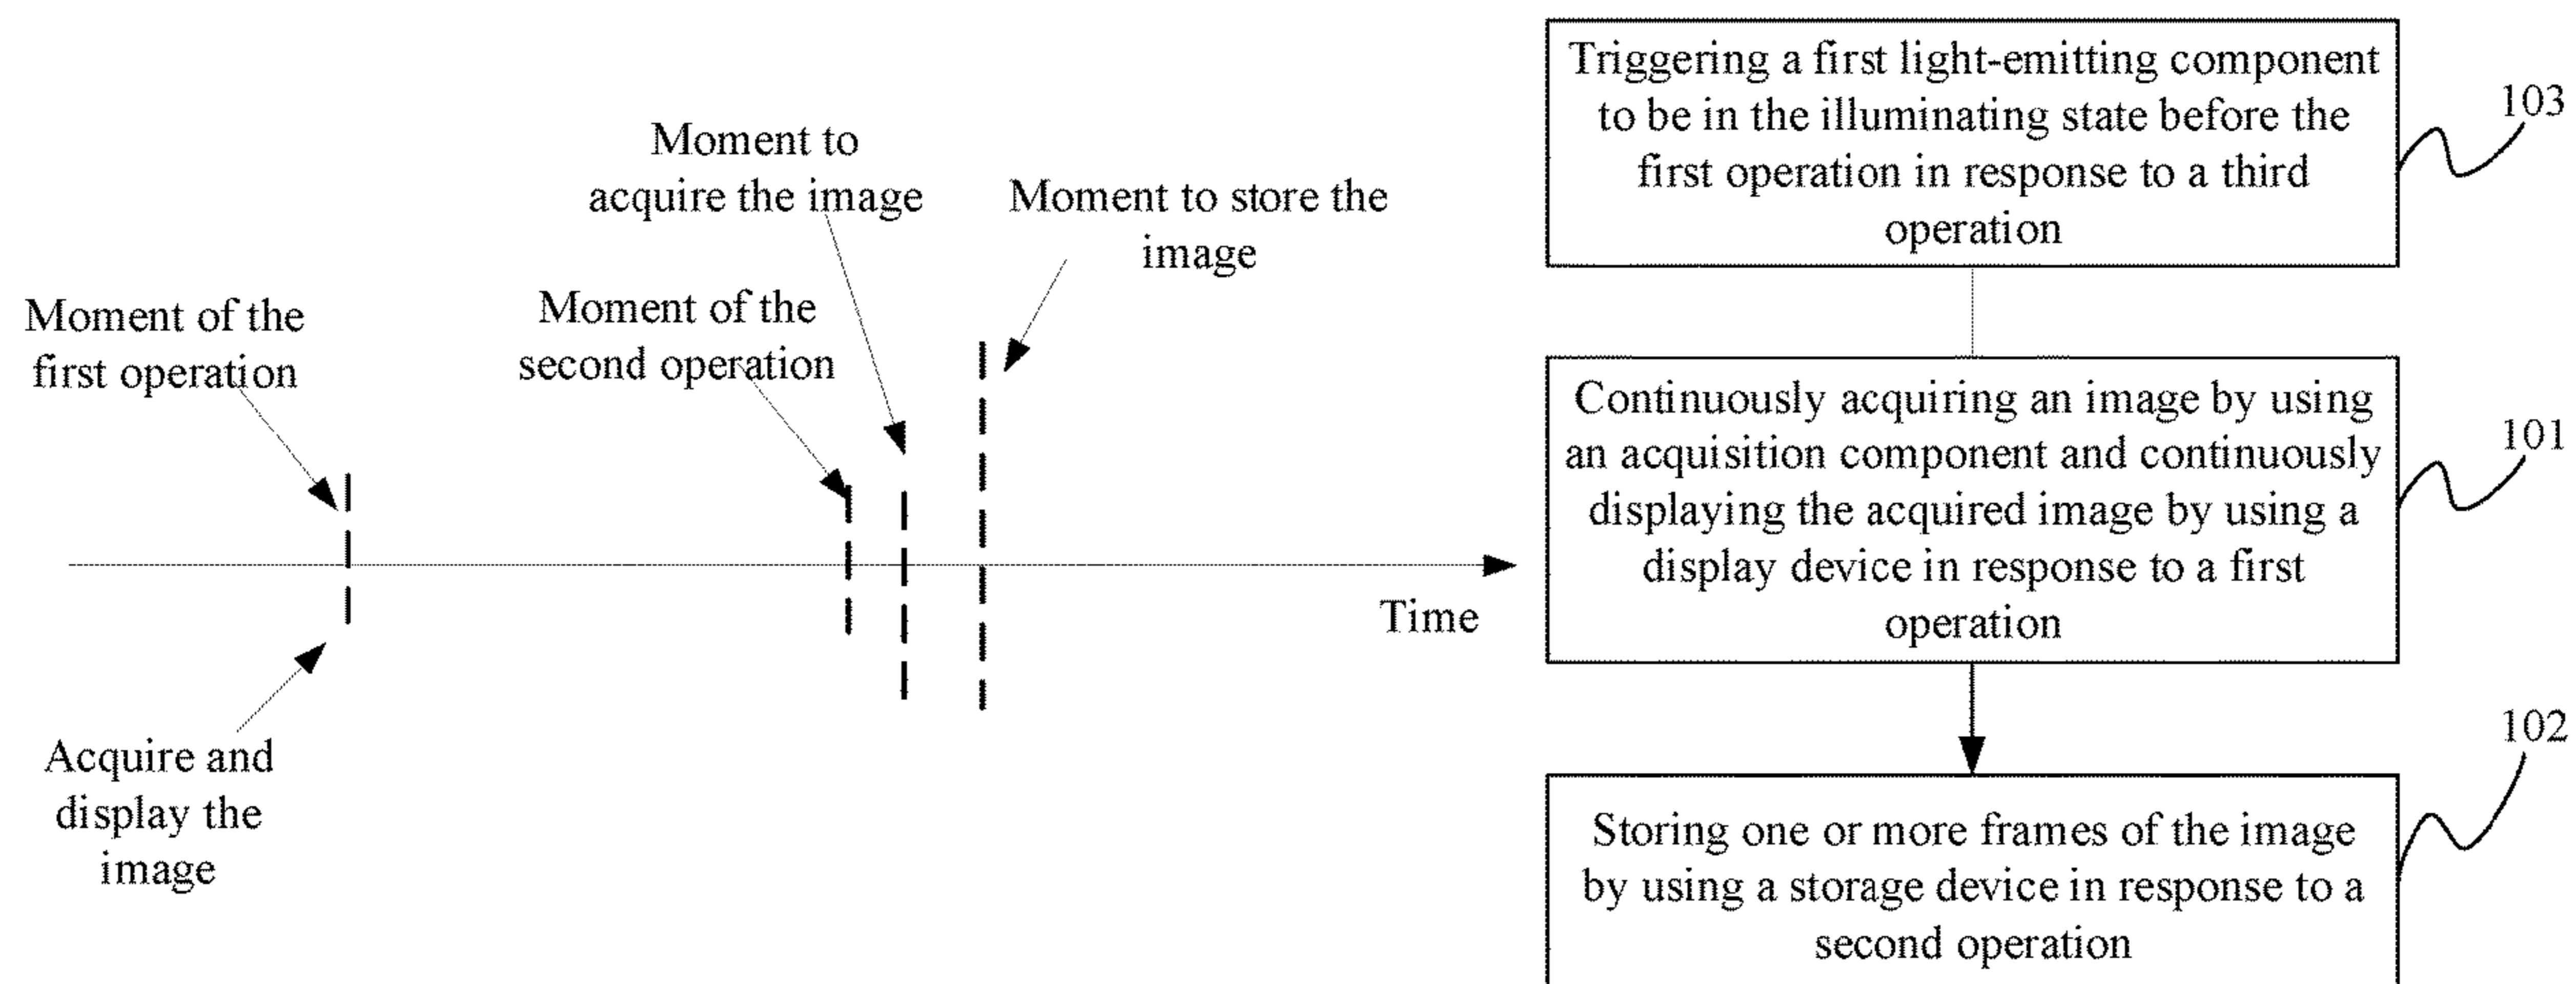 Moment to
acquire the image
Moment to store the
image
Moment of the
first operation
Moment of the
second operation
Time
Acquire and
display the
image
Triggering a first light-emitting component
to be in the illuminating state before the
first operation in response to a third
operation
103
Continuously acquiring an image by using
an acquisition component and continuously
displaying the acquired image by using a
display device in response to a first
operation
101
Storing one or more frames of the image
by using a storage device in response to a
second operation
102